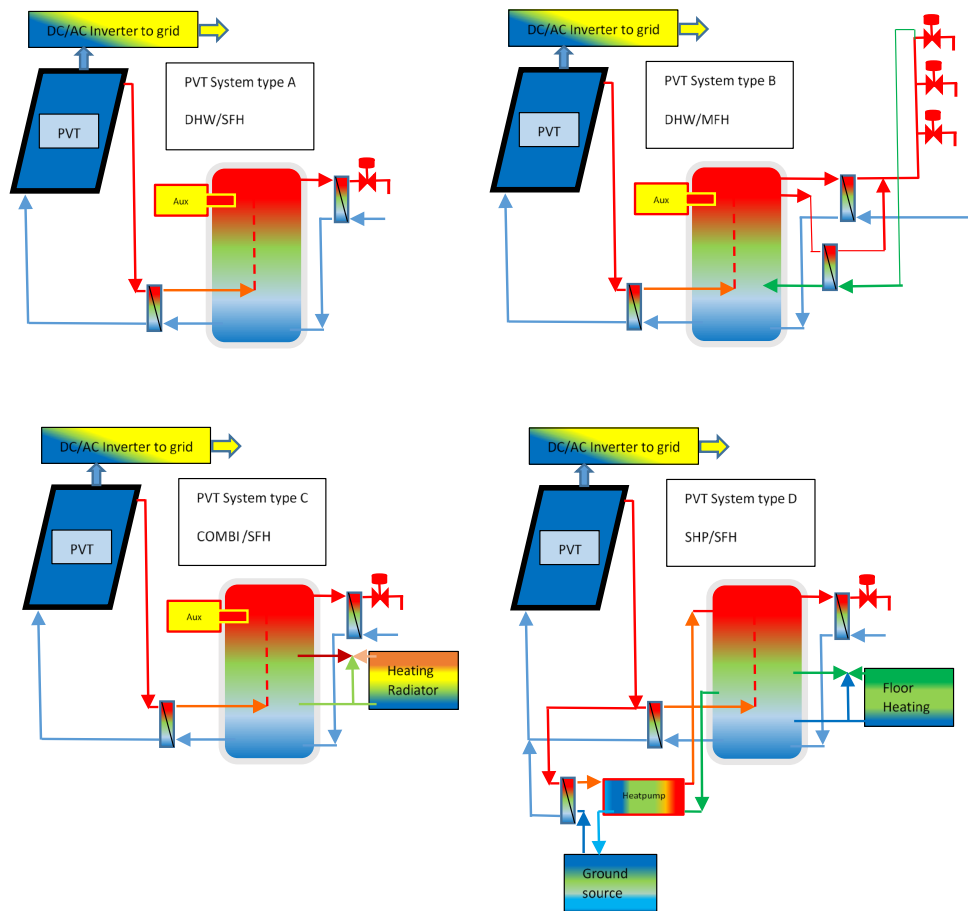 DC/AC Inverter to grid
PVT System type A
DHW/SFH
PVT
Aux
DC/AC Inverter to grid
PVT System type B
DHW/MFH
PVT
Aux
DC/AC Inverter to grid
PVT System type C
COMBI/SFH
PVT
Aux
Heating
Radiator
DC/AC Inverter to grid
PVT System type D
SHP/SFH
PVT
Floor
Heating
Heatpump
Ground
source